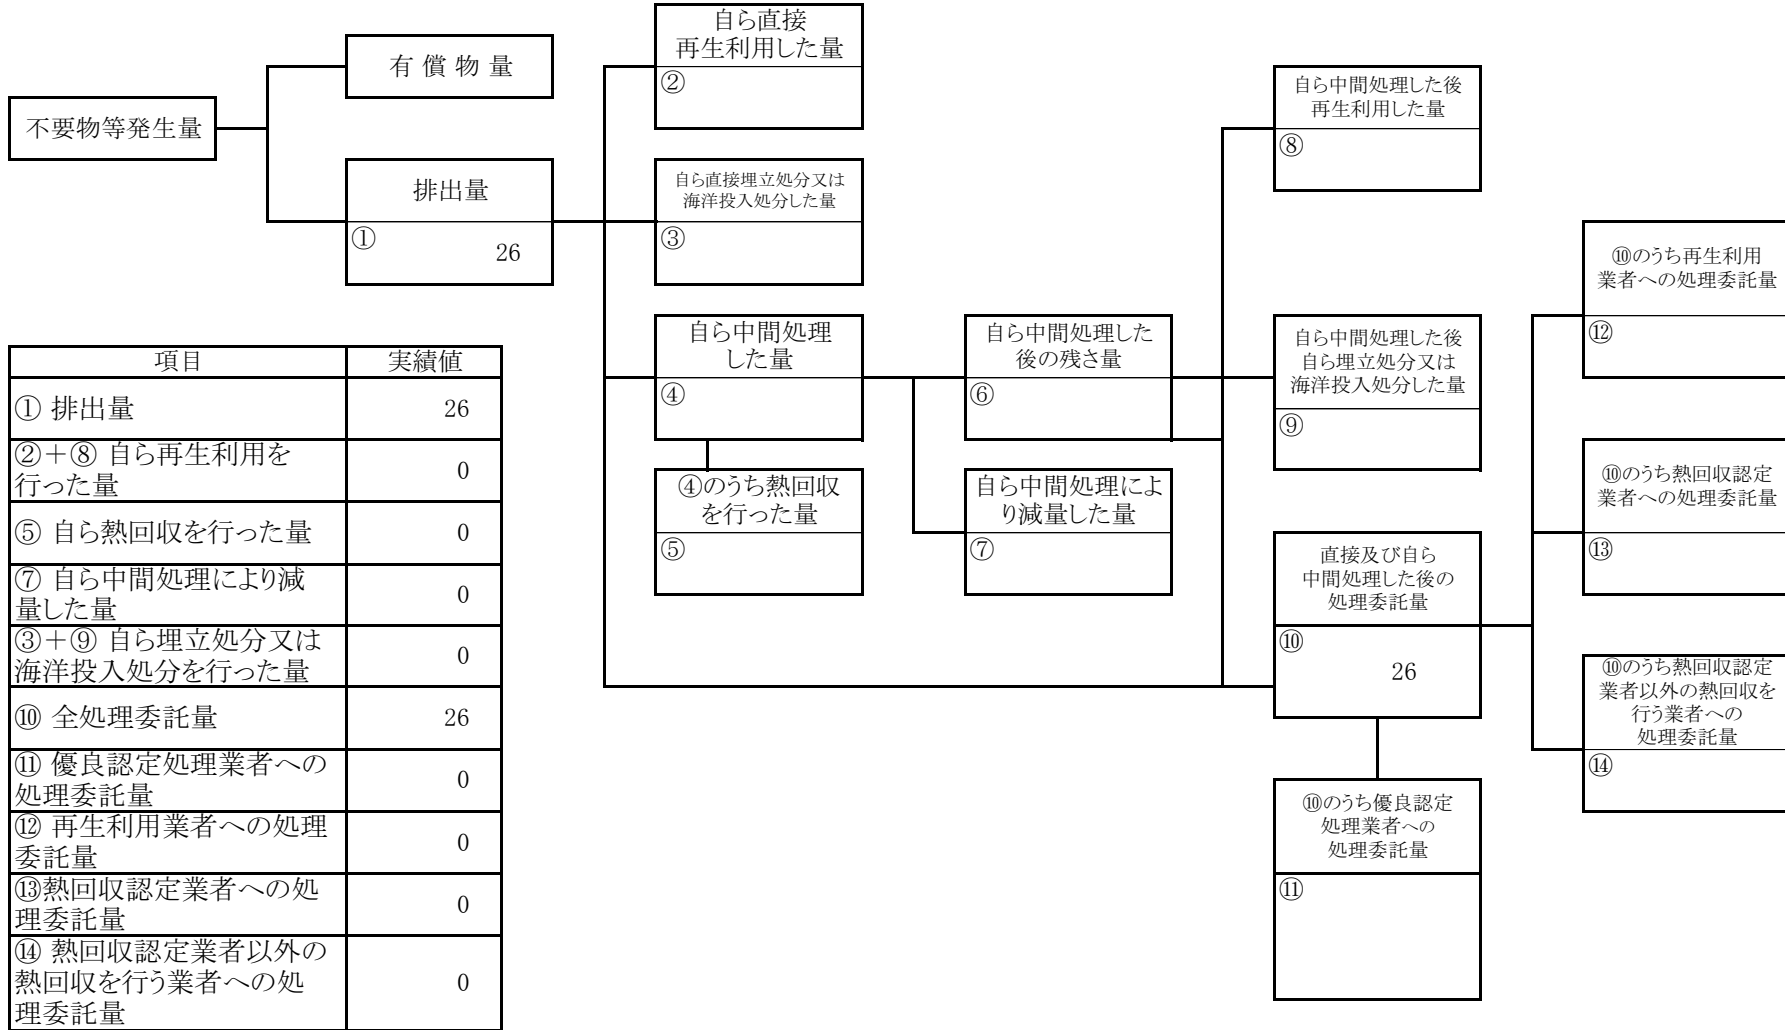 不要物等発生量
有 償 物 量
排出量
①
26
自ら直接
再生利用した量
②
自ら直接埋立処分又は
海洋投入処分した量
③
自ら中間処理
した量
④
④のうち熱回収
を行った量
⑤
自ら中間処理した
後の残さ量
⑥
自ら中間処理によ
り減量した量
⑦
自ら中間処理した後
再生利用した量
⑧
自ら中間処理した後
自ら埋立処分又は
海洋投入処分した量
⑨
直接及び自ら
中間処理した後の
処理委託量
⑩
26
⑩のうち優良認定
処理業者への
処理委託量
⑪
⑩のうち再生利用
業者への処理委託量
⑫
⑩のうち熱回収認定
業者への処理委託量
⑬
⑩のうち熱回収認定
業者以外の熱回収を
行う業者への
処理委託量
⑭
項目 実績値
① 排出量 26
②+⑧ 自ら再生利用を
行った量 0
⑤ 自ら熱回収を行った量 0
⑦ 自ら中間処理により減
量した量 0
③+⑨ 自ら埋立処分又は
海洋投入処分を行った量 0
⑩ 全処理委託量 26
⑪ 優良認定処理業者への
処理委託量 0
⑫ 再生利用業者への処理
委託量 0
⑬熱回収認定業者への処
理委託量 0
⑭ 熱回収認定業者以外の
熱回収を行う業者への処 0
理委託量